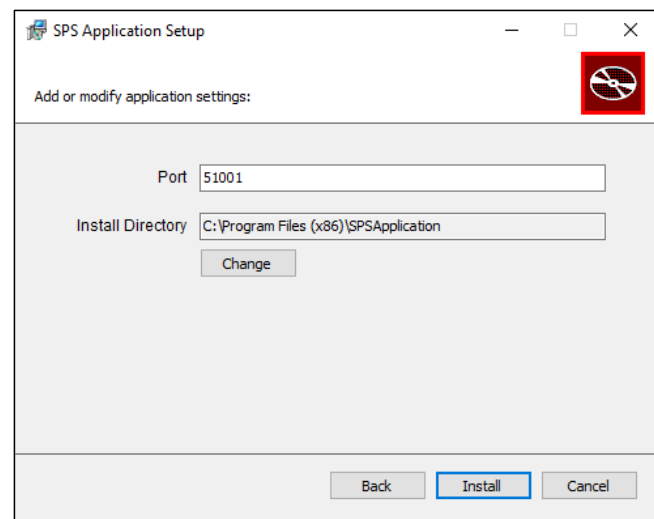 SPS Application Setup
Add or modify application settings:
Port 51001
Install Directory C:\Program Files (x86)\SPSApplication
Change
Back Install Cancel